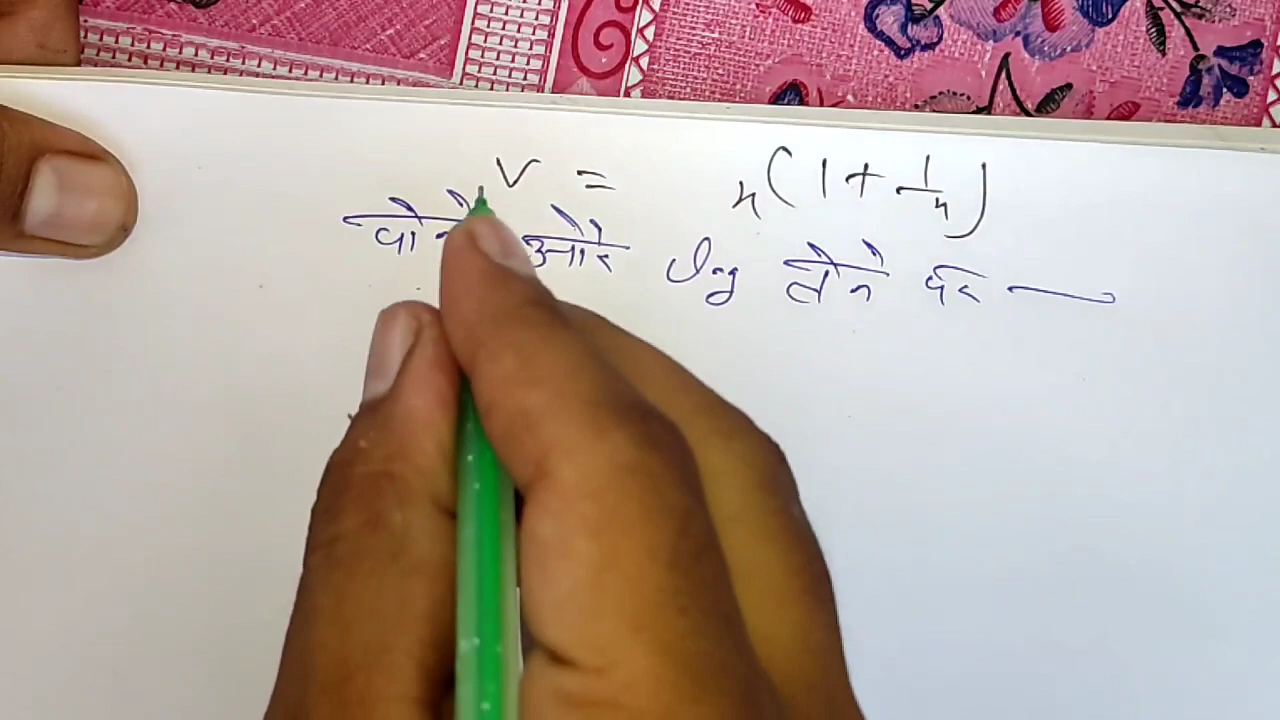 v = x(1 + 1/x)
दोनो ओर log लेने पर